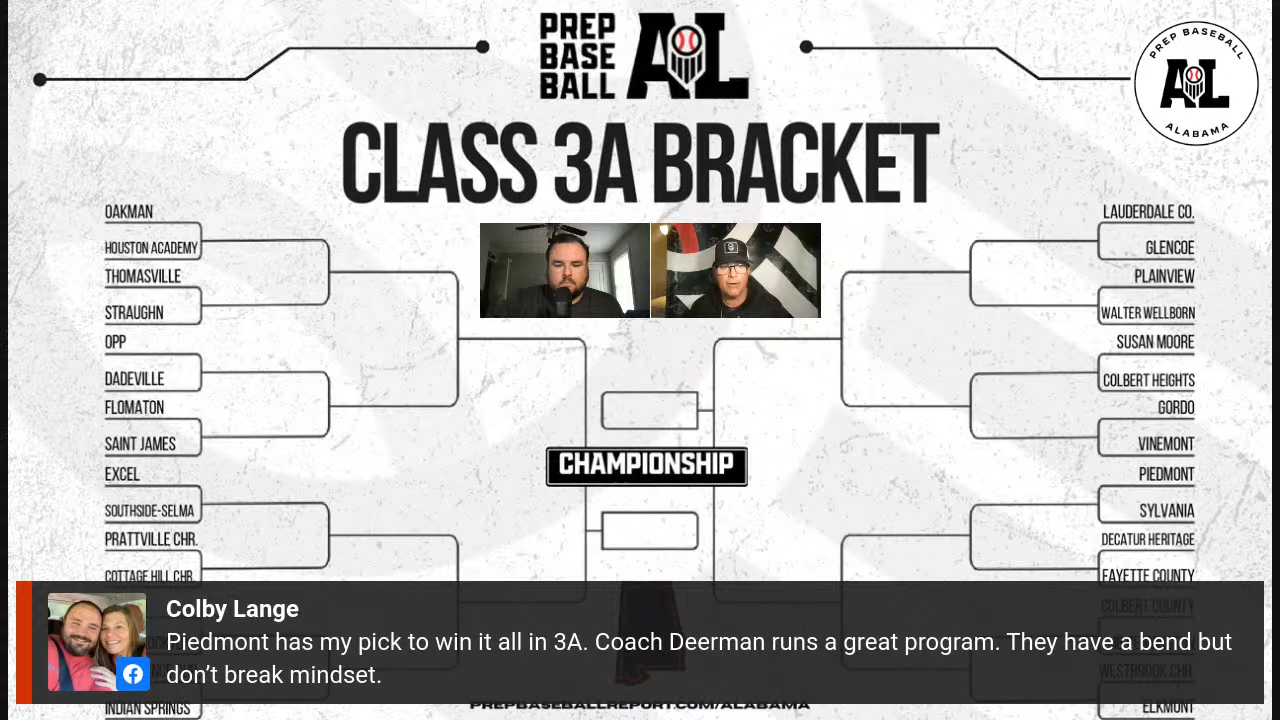 PREP
BASE
BALL
AL
PREP BASEBALL
AL
ALABAMA
CLASS 3A BRACKET
OAKMAN
HOUSTON ACADEMY
THOMASVILLE
STRAUGHN
OPP
DADEVILLE
FLOMATON
SAINT JAMES
EXCEL
SOUTHSIDE-SELMA
PRATTVILLE CHR.
COTTAGE HILL CHR.
INDIAN SPRINGS
LAUDERDALE CO.
GLENCOE
PLAINVIEW
WALTER WELLBORN
SUSAN MOORE
COLBERT HEIGHTS
GORDO
VINEMONT
PIEDMONT
SYLVANIA
DECATUR HERITAGE
FAYETTE COUNTY
COLBERT COUNTY
WESTBROOK CHR.
ELKMONT
CHAMPIONSHIP
Colby Lange
Piedmont has my pick to win it all in 3A. Coach Deerman runs a great program. They have a bend but
don’t break mindset.
PREPBASEBALLREPORT.COM/ALABAMA